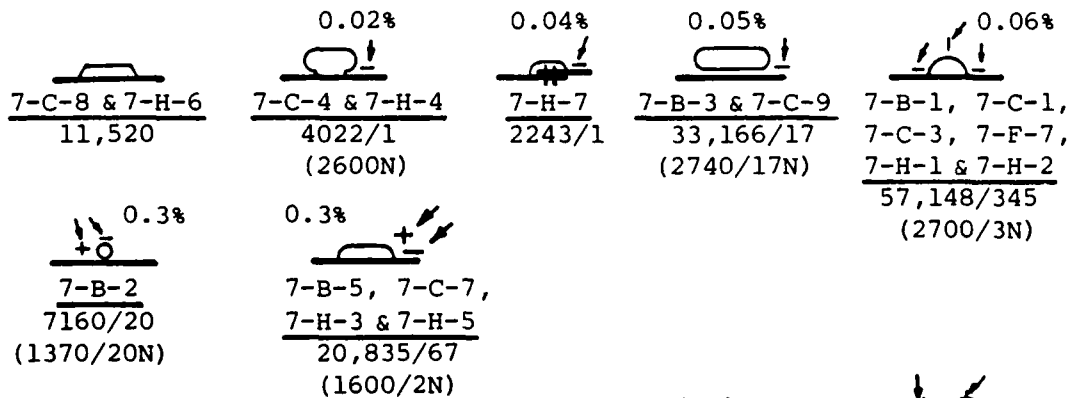 0.02%
0.04%
0.05%
0.06%
7-C-8 & 7-H-6
11,520
7-C-4 & 7-H-4
4022/1
(2600N)
7-H-7
2243/1
7-B-3 & 7-C-9
33,166/17
(2740/17N)
7-B-1, 7-C-1,
7-C-3, 7-F-7,
7-H-1 & 7-H-2
57,148/345
(2700/3N)
0.3%
7-B-2
7160/20
(1370/20N)
0.3%
7-B-5, 7-C-7,
7-H-3 & 7-H-5
20,835/67
(1600/2N)